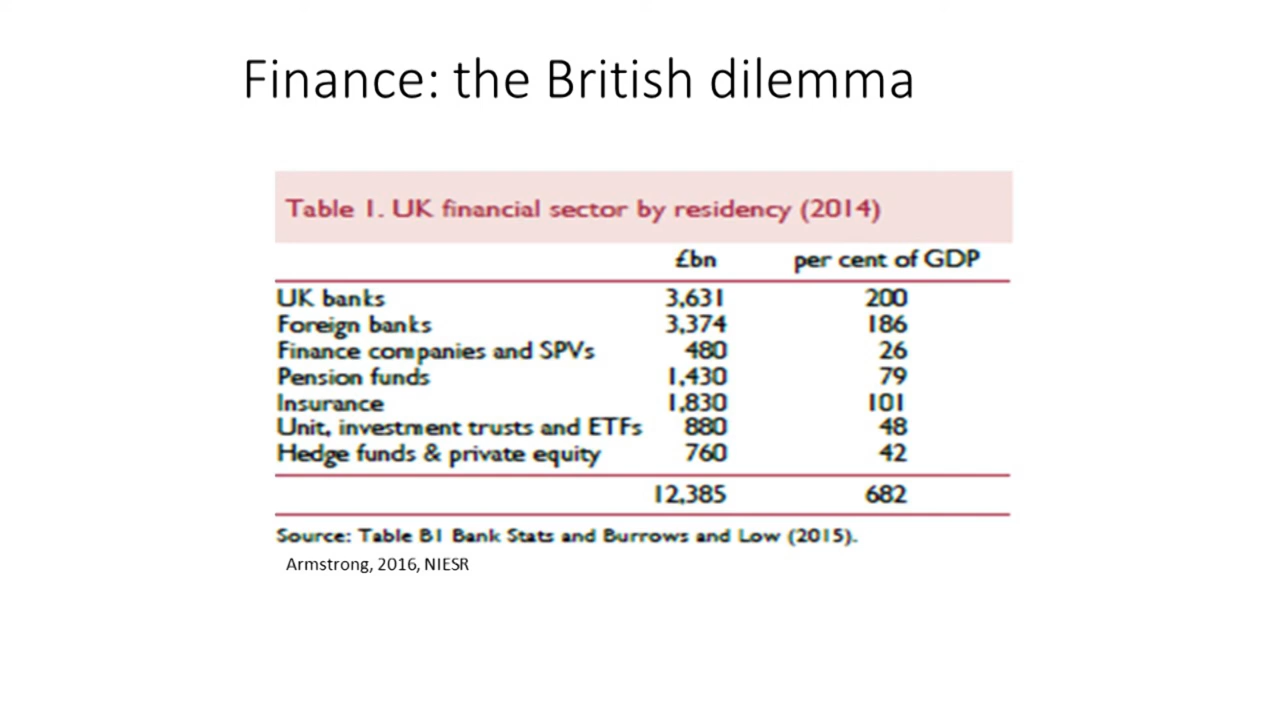 Finance: the British dilemma
Table 1. UK financial sector by residency (2014)
£bn per cent of GDP
UK banks 3,631 200
Foreign banks 3,374 186
Finance companies and SPVs 480 26
Pension funds 1,430 79
Insurance 1,830 101
Unit, investment trusts and ETFs 880 48
Hedge funds & private equity 760 42
12,385 682
Source: Table B1 Bank Stats and Burrows and Low (2015).
Armstrong, 2016, NIESR